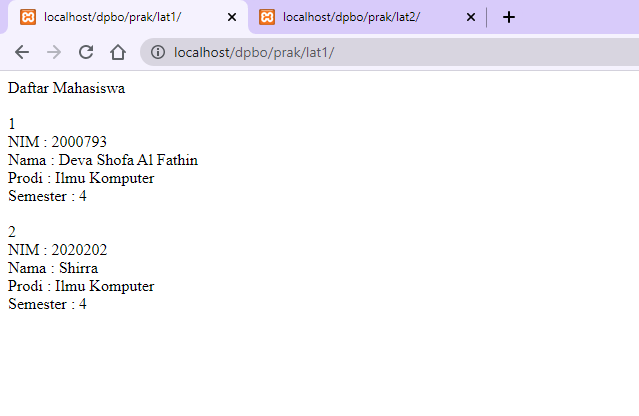 localhost/dpbo/prak/lat1/
localhost/dpbo/prak/lat2/
localhost/dpbo/prak/lat1/
Daftar Mahasiswa
1
NIM : 2000793
Nama : Deva Shofa Al Fathin
Prodi : Ilmu Komputer
Semester : 4
2
NIM : 2020202
Nama : Shirra
Prodi : Ilmu Komputer
Semester : 4